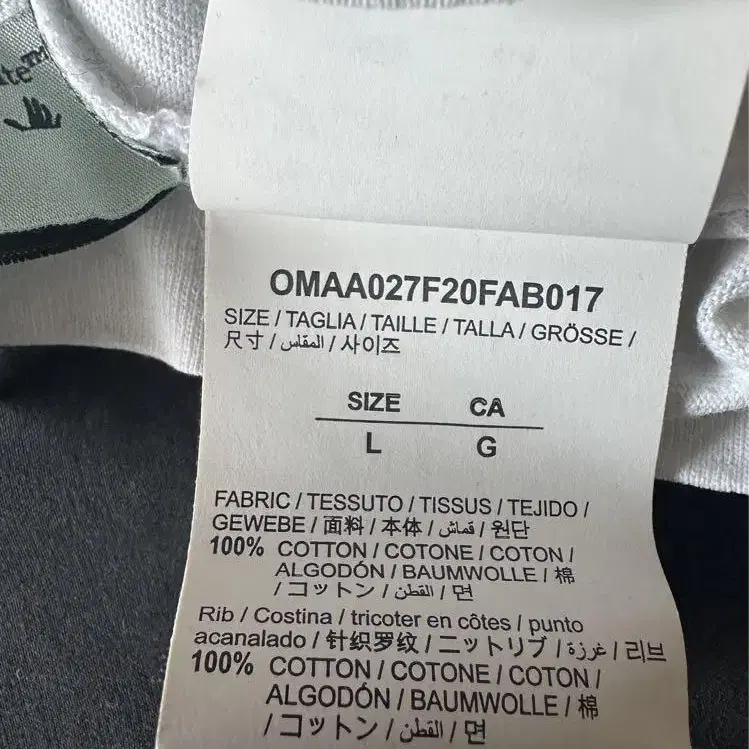 OMAA027F20FAB017
SIZE / TAGLIA / TAILLE / TALLA / GRÖSSE /
尺寸 / المقاس / 사이즈
SIZE CA
L G
FABRIC / TESSUTO / TISSUS / TEJIDO /
GEWEBE / 面料 / 本体 / قماش / 원단
100% COTTON / COTONE / COTON /
ALGODÓN / BAUMWOLLE / 棉
/ コットン / القطن / 면
Rib / Costina / tricoter en côtes / punto
acanalado / 针织罗纹 / ニットリブ / غرزة / 리브
100% COTTON / COTONE / COTON /
ALGODÓN / BAUMWOLLE / 棉
/ コットン / القطن / 면